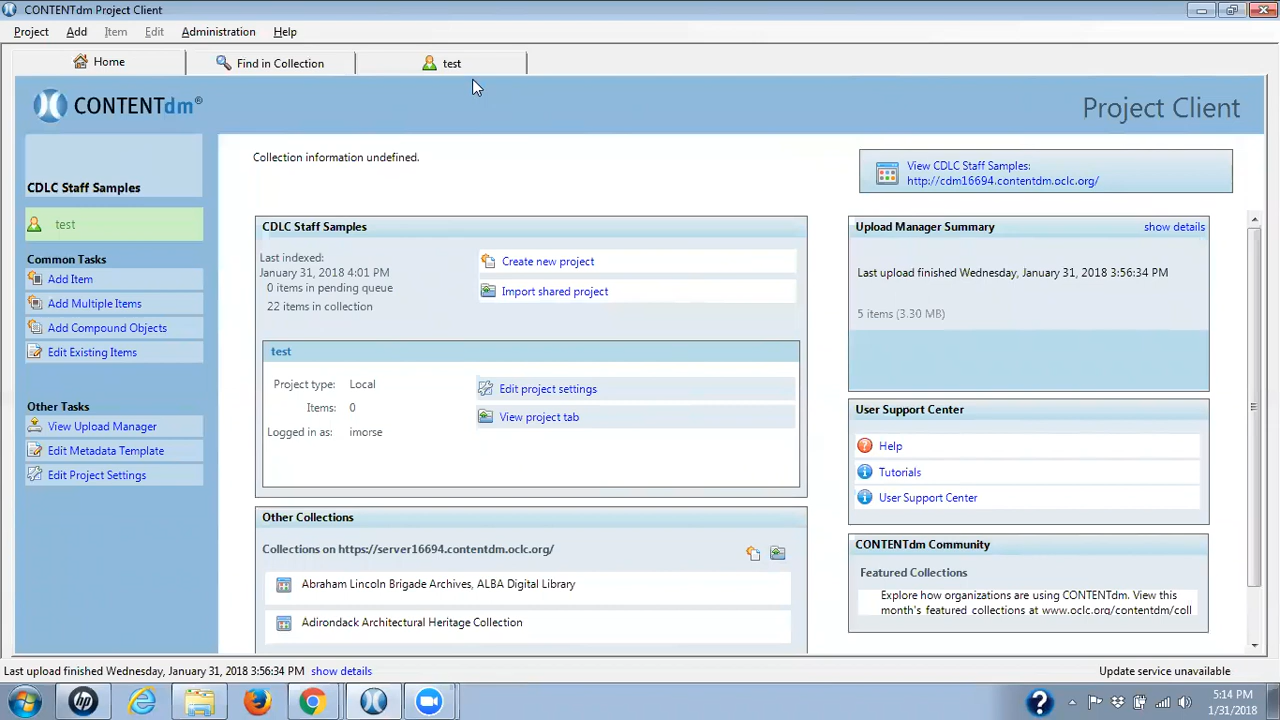 CONTENTdm Project Client
Project Add Item Edit Administration Help
Home Find in Collection test
CONTENTdm® Project Client
CDLC Staff Samples
test
Common Tasks
Add Item
Add Multiple Items
Add Compound Objects
Edit Existing Items
Other Tasks
View Upload Manager
Edit Metadata Template
Edit Project Settings
Collection information undefined.
View CDLC Staff Samples:
http://cdm16694.contentdm.oclc.org/
CDLC Staff Samples
Last indexed:
January 31, 2018 4:01 PM
0 items in pending queue
22 items in collection
Create new project
Import shared project
test
Project type: Local
Items: 0
Logged in as: imorse
Edit project settings
View project tab
Other Collections
Collections on https://server16694.contentdm.oclc.org/
Abraham Lincoln Brigade Archives, ALBA Digital Library
Adirondack Architectural Heritage Collection
Upload Manager Summary show details
Last upload finished Wednesday, January 31, 2018 3:56:34 PM
5 items (3.30 MB)
User Support Center
Help
Tutorials
User Support Center
CONTENTdm Community
Featured Collections
Explore how organizations are using CONTENTdm. View this
month's featured collections at www.oclc.org/contentdm/coll
Last upload finished Wednesday, January 31, 2018 3:56:34 PM show details
Update service unavailable
hp
?
5:14 PM
1/31/2018